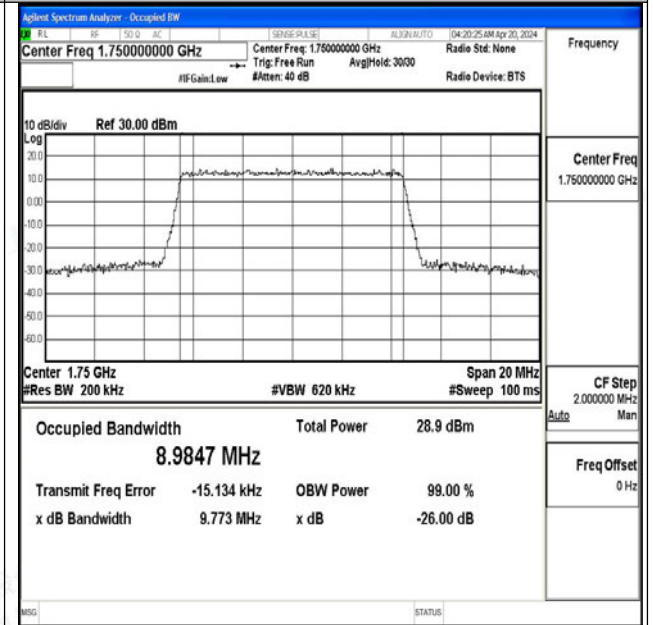 Agilent Spectrum Analyzer - Occupied BW
RL RF 50 Ω AC SENSE:PULSE ALIGN AUTO 04:20:25 AM Apr 20, 2024
Center Freq 1.750000000 GHz
Center Freq: 1.750000000 GHz
Radio Std: None
Trig: Free Run Avg|Hold: 30/30
#IFGain:Low #Atten: 40 dB Radio Device: BTS
Frequency
10 dB/div Ref 30.00 dBm
Log
20.0
10.0
0.00
-10.0
-20.0
-30.0
-40.0
-50.0
-60.0
Center 1.75 GHz Span 20 MHz
#Res BW 200 kHz #VBW 620 kHz #Sweep 100 ms
Center Freq
1.750000000 GHz
CF Step
2.000000 MHz
Auto Man
Freq Offset
0 Hz
Occupied Bandwidth Total Power 28.9 dBm
8.9847 MHz
Transmit Freq Error -15.134 kHz OBW Power 99.00 %
x dB Bandwidth 9.773 MHz x dB -26.00 dB
MSG STATUS